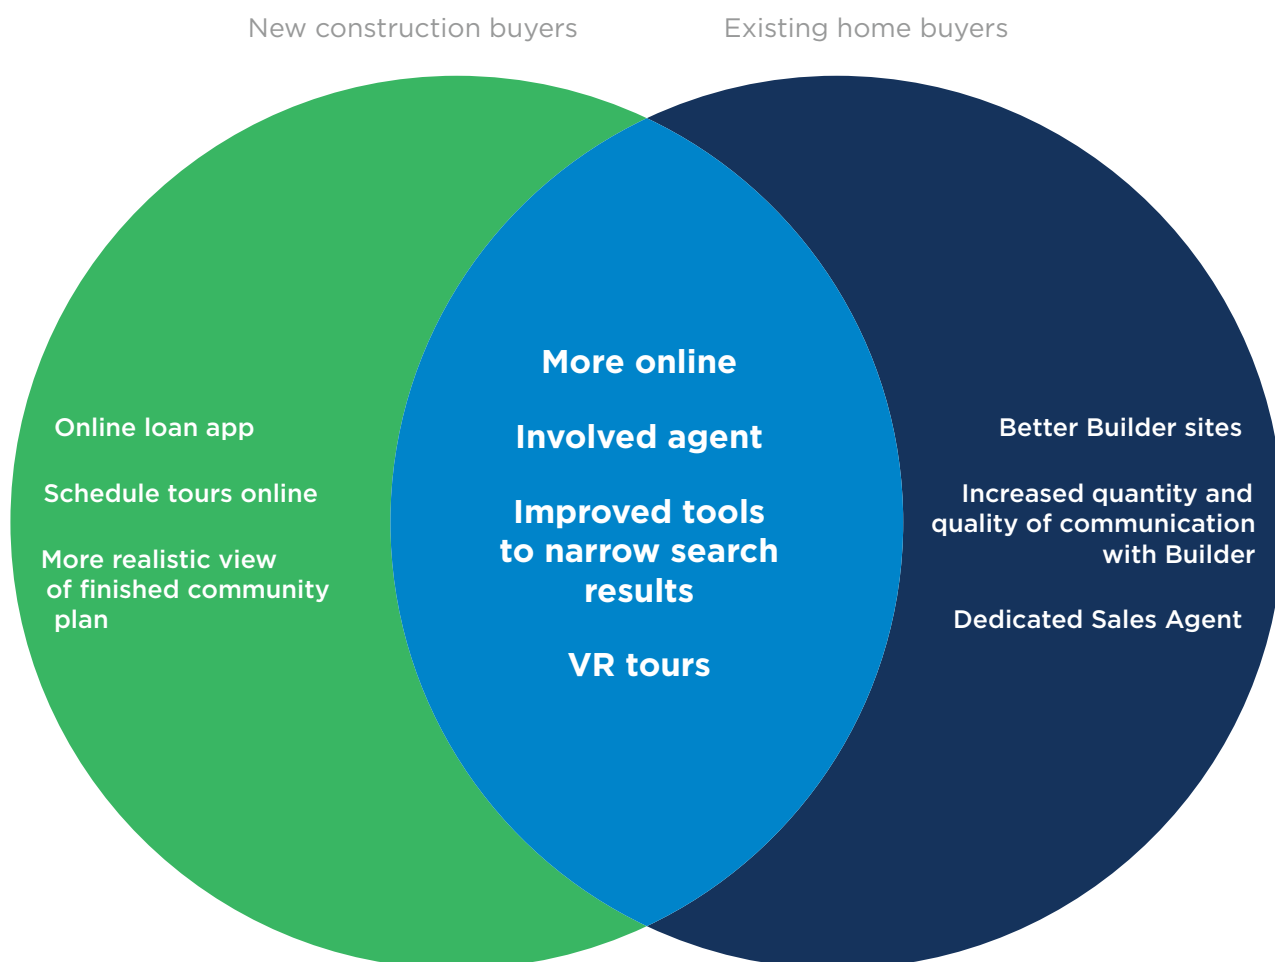 New construction buyers
Existing home buyers
Online loan app
Schedule tours online
More realistic view
of finished community
plan
More online
Involved agent
Improved tools
to narrow search
results
VR tours
Better Builder sites
Increased quantity and
quality of communication
with Builder
Dedicated Sales Agent